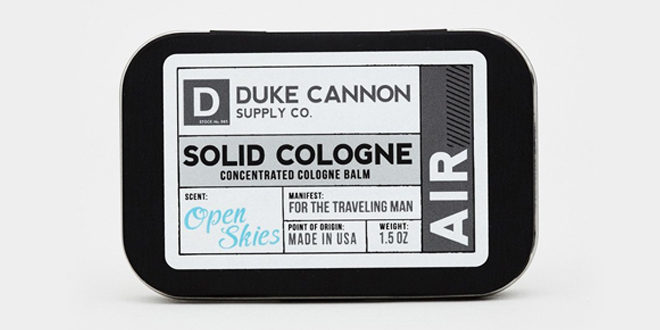 D
DUKE CANNON
SUPPLY CO.
SOLID COLOGNE
CONCENTRATED COLOGNE BALM
SCENT:
Open
Skies
MANIFEST:
FOR THE TRAVELING MAN
POINT OF ORIGIN:
MADE IN USA
WEIGHT:
1.5 OZ
AIR